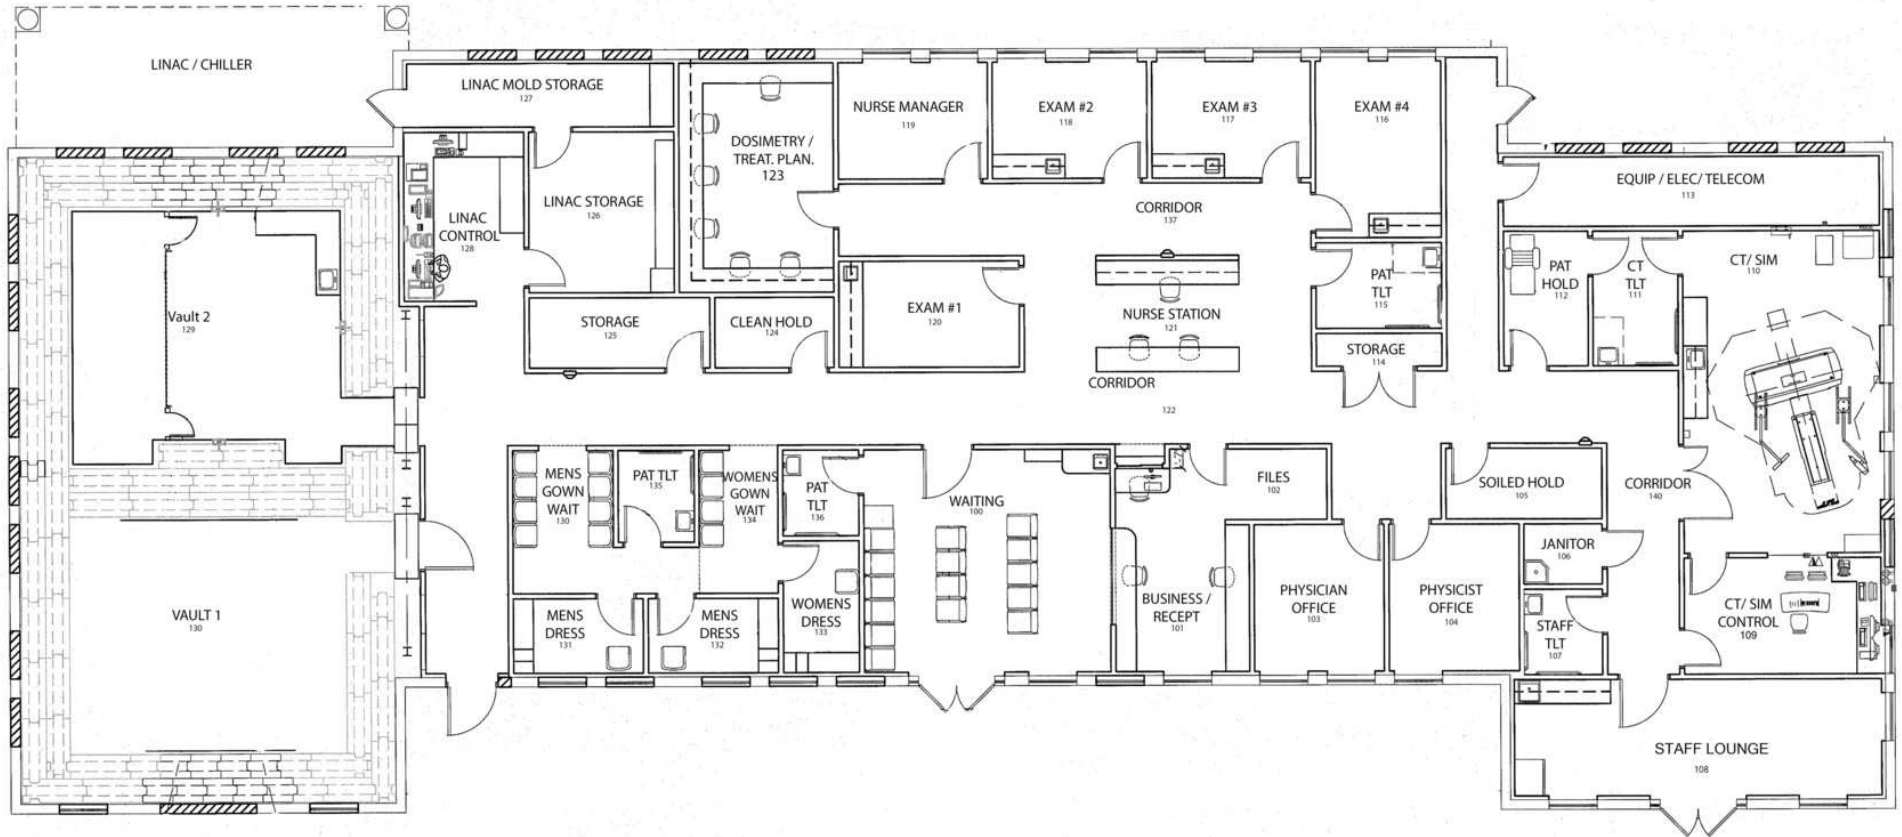 LINAC / CHILLER
LINAC MOLD STORAGE
127
NURSE MANAGER
119
EXAM #2
118
EXAM #3
117
EXAM #4
116
DOSIMETRY /
TREAT. PLAN.
123
EQUIP / ELEC/ TELECOM
113
LINAC
CONTROL
128
LINAC STORAGE
126
CORRIDOR
137
PAT
HOLD
112
CT
TLT
111
CT/ SIM
110
PAT
TLT
115
Vault 2
129
STORAGE
125
CLEAN HOLD
124
EXAM #1
120
NURSE STATION
121
STORAGE
114
CORRIDOR
122
MENS
GOWN
WAIT
130
PAT TLT
135
WOMENS
GOWN
WAIT
134
PAT
TLT
136
WAITING
100
FILES
102
SOILED HOLD
105
CORRIDOR
140
JANITOR
106
VAULT 1
130
MENS
DRESS
131
MENS
DRESS
132
WOMENS
DRESS
133
BUSINESS /
RECEPT
101
PHYSICIAN
OFFICE
103
PHYSICIST
OFFICE
104
STAFF
TLT
107
CT/ SIM
CONTROL
109
STAFF LOUNGE
108